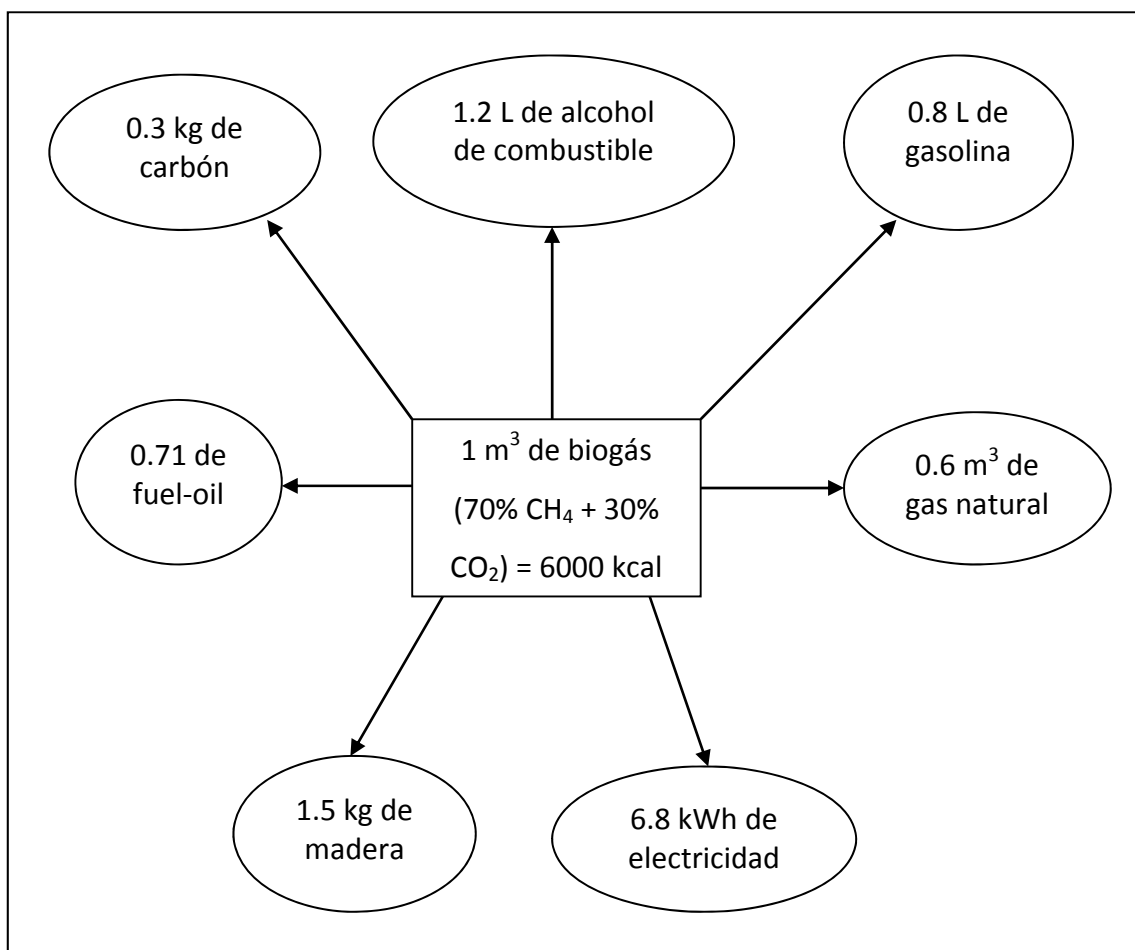 0.3 kg de
carbón
1.2 L de alcohol
de combustible
0.8 L de
gasolina
0.71 de
fuel-oil
1 m³ de biogás
(70% CH₄ + 30%
CO₂) = 6000 kcal
0.6 m³ de
gas natural
1.5 kg de
madera
6.8 kWh de
electricidad